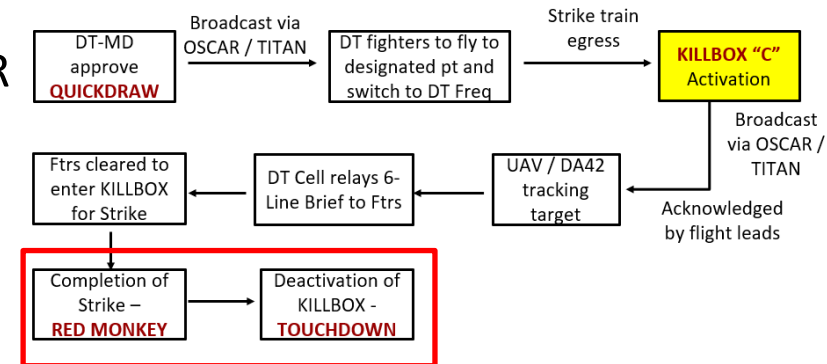 R
DT-MD
approve
QUICKDRAW
Broadcast via
OSCAR / TITAN
DT fighters to fly to
designated pt and
switch to DT Freq
Strike train
egress
KILLBOX “C”
Activation
Broadcast
via OSCAR /
TITAN
Acknowledged
by flight leads
UAV / DA42
tracking
target
DT Cell relays 6-
Line Brief to Ftrs
Ftrs cleared to
enter KILLBOX
for Strike
Completion of
Strike –
RED MONKEY
Deactivation of
KILLBOX -
TOUCHDOWN